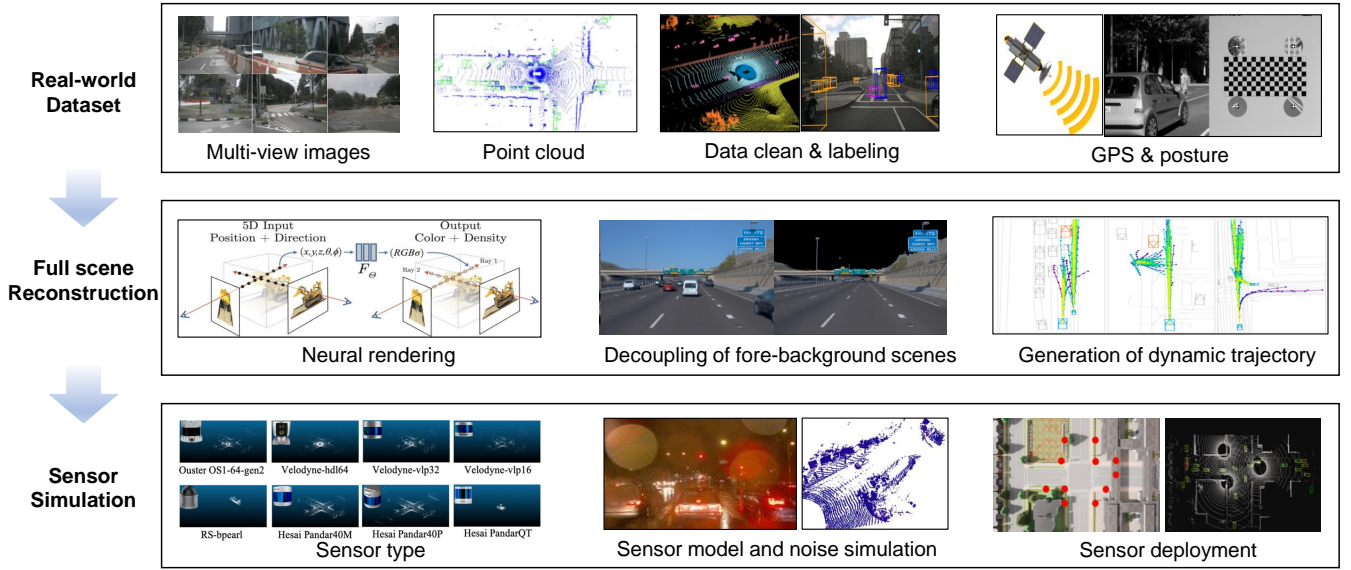 Real-world
Dataset
Multi-view images
Point cloud
Data clean & labeling
GPS & posture
Full scene
Reconstruction
5D Input
Position + Direction
Output
Color + Density
(x,y,z,θ,ϕ)
(RGBσ)
F_Θ
Ray 1
Ray 2
Neural rendering
Decoupling of fore-background scenes
Generation of dynamic trajectory
Sensor
Simulation
Ouster OS1-64-gen2
Velodyne-hdl64
Velodyne-vlp32
Velodyne-vlp16
RS-bpearl
Hesai Pandar40M
Hesai Pandar40P
Hesai PandarQT
Sensor type
Sensor model and noise simulation
Sensor deployment